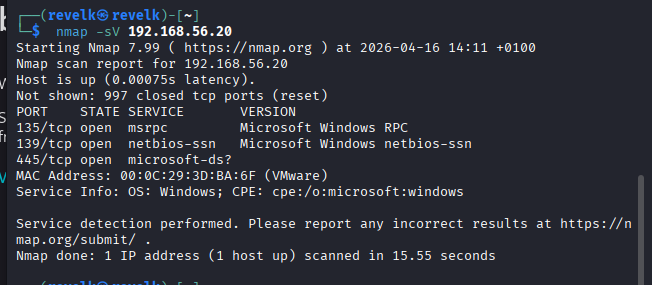 (revelk㉿revelk)-[~]
$ nmap -sV 192.168.56.20
Starting Nmap 7.99 ( https://nmap.org ) at 2026-04-16 14:11 +0100
Nmap scan report for 192.168.56.20
Host is up (0.00075s latency).
Not shown: 997 closed tcp ports (reset)
PORT    STATE SERVICE       VERSION
135/tcp open  msrpc         Microsoft Windows RPC
139/tcp open  netbios-ssn   Microsoft Windows netbios-ssn
445/tcp open  microsoft-ds?
MAC Address: 00:0C:29:3D:BA:6F (VMware)
Service Info: OS: Windows; CPE: cpe:/o:microsoft:windows
Service detection performed. Please report any incorrect results at https://n
map.org/submit/ .
Nmap done: 1 IP address (1 host up) scanned in 15.55 seconds